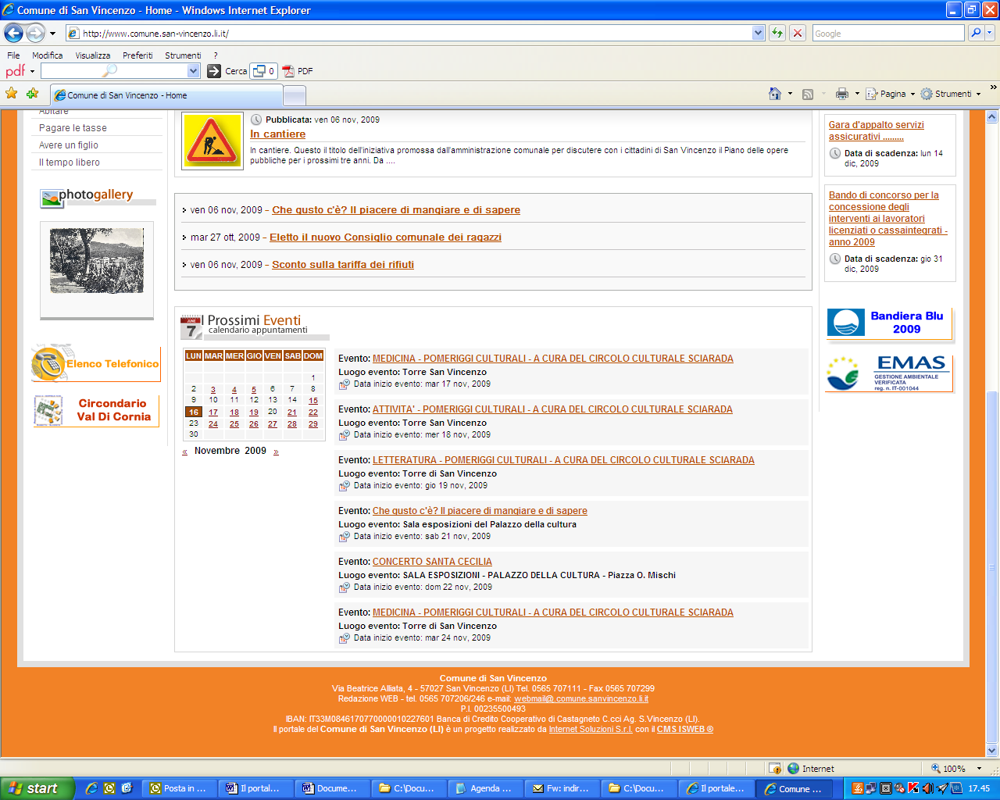 Comune di San Vincenzo - Home - Windows Internet Explorer
http://www.comune.san-vincenzo.li.it/
Google
File Modifica Visualizza Preferiti Strumenti ?
pdf Cerca 0 PDF
Comune di San Vincenzo - Home
Pagina Strumenti »
Abitare
Pagare le tasse
Avere un figlio
Il tempo libero
photogallery
Elenco Telefonico
Circondario
Val Di Cornia
Pubblicata: ven 06 nov, 2009
In cantiere
In cantiere. Questo il titolo dell'iniziativa promossa dall'amministrazione comunale per discutere con i cittadini di San Vincenzo il Piano delle opere
pubbliche per i prossimi tre anni. Da ....
ven 06 nov, 2009 - Che gusto c'è? Il piacere di mangiare e di sapere
mar 27 ott, 2009 - Eletto il nuovo Consiglio comunale dei ragazzi
ven 06 nov, 2009 - Sconto sulla tariffa dei rifiuti
JUNE
7
Prossimi Eventi
calendario appuntamenti
LUN MAR MER GIO VEN SAB DOM
1
2 3 4 5 6 7 8
9 10 11 12 13 14 15
16 17 18 19 20 21 22
23 24 25 26 27 28 29
30
« Novembre 2009 »
Evento: MEDICINA - POMERIGGI CULTURALI - A CURA DEL CIRCOLO CULTURALE SCIARADA
Luogo evento: Torre San Vincenzo
Data inizio evento: mar 17 nov, 2009
Evento: ATTIVITA' - POMERIGGI CULTURALI - A CURA DEL CIRCOLO CULTURALE SCIARADA
Luogo evento: Torre San Vincenzo
Data inizio evento: mer 18 nov, 2009
Evento: LETTERATURA - POMERIGGI CULTURALI - A CURA DEL CIRCOLO CULTURALE SCIARADA
Luogo evento: Torre di San Vincenzo
Data inizio evento: gio 19 nov, 2009
Evento: Che gusto c'è? Il piacere di mangiare e di sapere
Luogo evento: Sala esposizioni del Palazzo della cultura
Data inizio evento: sab 21 nov, 2009
Evento: CONCERTO SANTA CECILIA
Luogo evento: SALA ESPOSIZIONI - PALAZZO DELLA CULTURA - Piazza O. Mischi
Data inizio evento: dom 22 nov, 2009
Evento: MEDICINA - POMERIGGI CULTURALI - A CURA DEL CIRCOLO CULTURALE SCIARADA
Luogo evento: Torre di San Vincenzo
Data inizio evento: mar 24 nov, 2009
Gara d'appalto servizi
assicurativi .........
Data di scadenza: lun 14
dic, 2009
Bando di concorso per la
concessione degli
interventi ai lavoratori
licenziati o cassaintegrati -
anno 2009
Data di scadenza: gio 31
dic, 2009
Bandiera Blu
2009
EMAS
GESTIONE AMBIENTALE
VERIFICATA
reg. n. IT-001044
Comune di San Vincenzo
Via Beatrice Alliata, 4 - 57027 San Vincenzo (LI) Tel. 0565 707111 - Fax 0565 707299
Redazione WEB - tel. 0565 707206/246 e-mail: webmail@.comune.sanvincenzo.li.it
P.I. 00235500493
IBAN: IT33M0846170770000010227601 Banca di Credito Cooperativo di Castagneto C.cci Ag. S.Vincenzo (LI).
Il portale del Comune di San Vincenzo (LI) è un progetto realizzato da Internet Soluzioni S.r.l. con il CMS ISWEB ®
Internet 100%
start Posta in ... Il portal... Docume... C:\Docu... Agenda ... Fw: indir... C:\Docu... Il portale... Comune ... 17.45